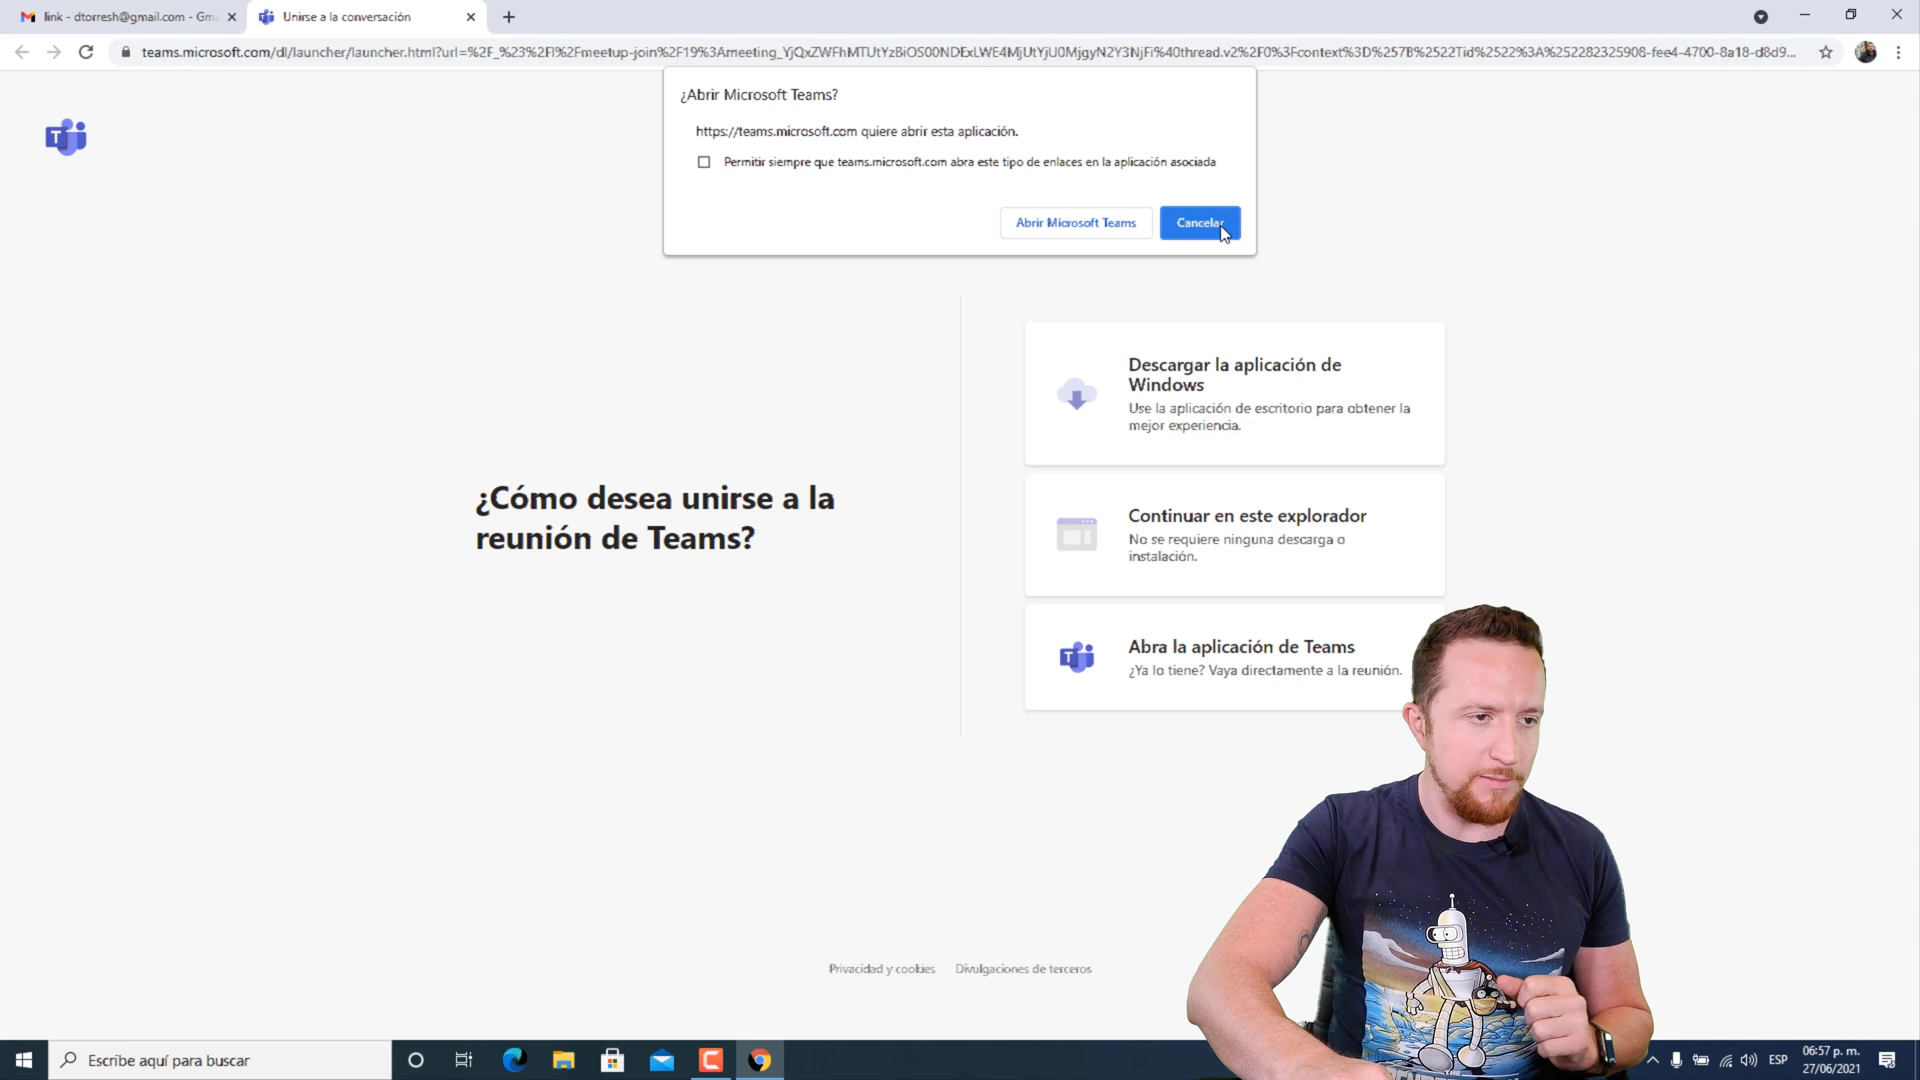 link - dtorresh@gmail.com - Gm
Unirse a la conversación
teams.microsoft.com/dl/launcher/launcher.html?url=%2F_%23%2Fl%2Fmeetup-join%2F19%3Ameeting_YjQxZWFhMTUtYzBiOS00NDExLWE4MjUtYjU0MjgyN2Y3NjFi%40thread.v2%2F0%3Fcontext%3D%257B%2522Tid%2522%3A%252282325908-fee4-4700-8a18-d8d9...
¿Abrir Microsoft Teams?
https://teams.microsoft.com quiere abrir esta aplicación.
Permitir siempre que teams.microsoft.com abra este tipo de enlaces en la aplicación asociada
Abrir Microsoft Teams
Cancelar
Descargar la aplicación de
Windows
Use la aplicación de escritorio para obtener la
mejor experiencia.
¿Cómo desea unirse a la
reunión de Teams?
Continuar en este explorador
No se requiere ninguna descarga o
instalación.
Abra la aplicación de Teams
¿Ya lo tiene? Vaya directamente a la reunión.
Privacidad y cookies
Divulgaciones de terceros
Escribe aquí para buscar
ESP
06:57 p. m.
27/06/2021